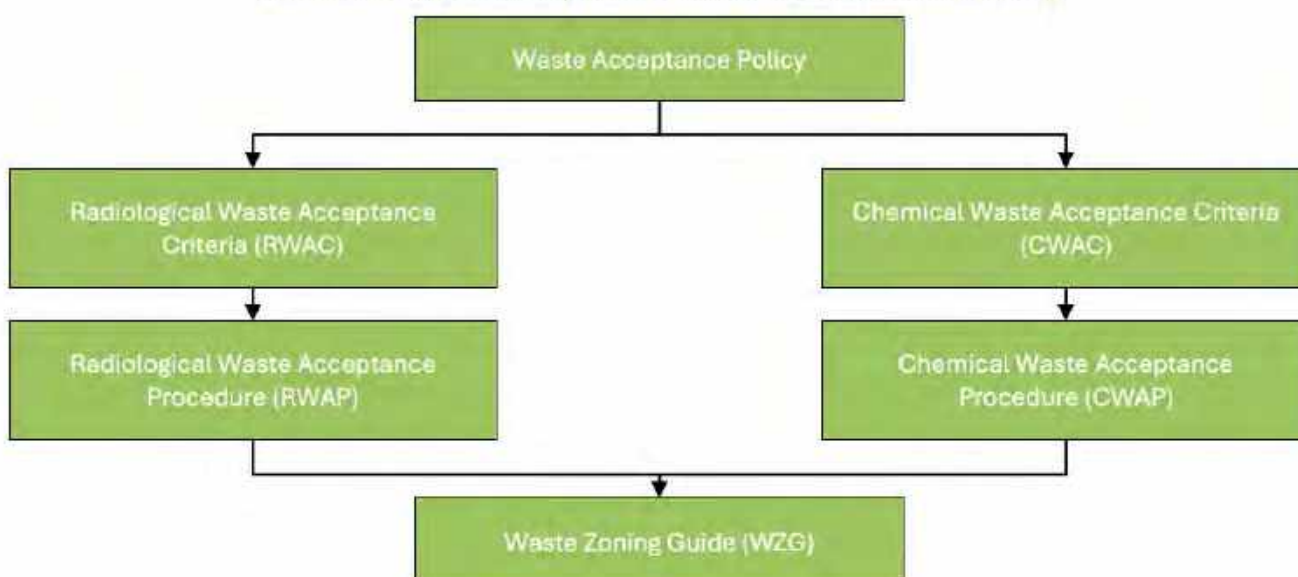 Waste Acceptance Policy
Radiological Waste Acceptance
Criteria (RWAC)
Chemical Waste Acceptance Criteria
(CWAC)
Radiological Waste Acceptance
Procedure (RWAP)
Chemical Waste Acceptance
Procedure (CWAP)
Waste Zoning Guide (WZG)